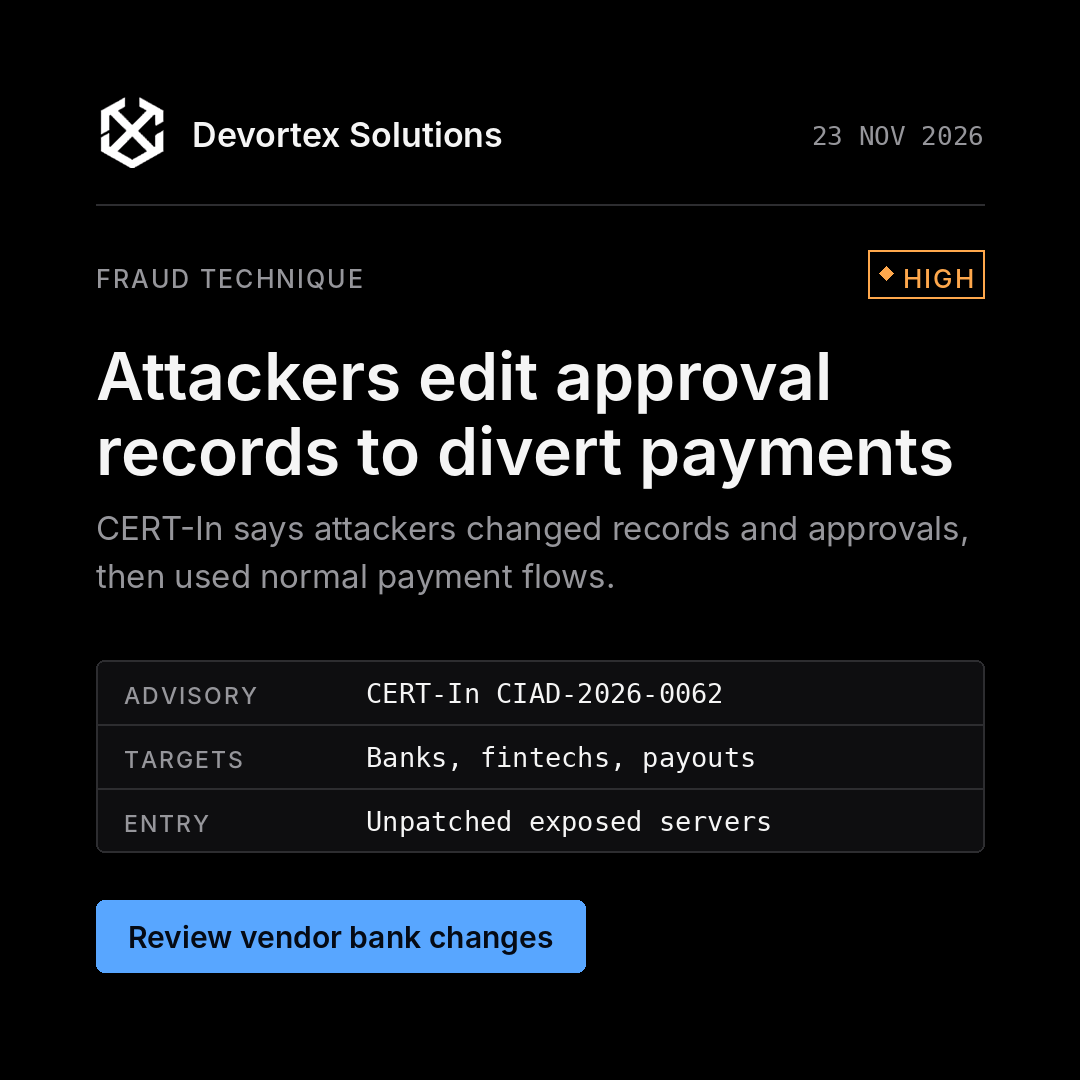 Devortex Solutions
23 NOV 2026
FRAUD TECHNIQUE
HIGH
Attackers edit approval
records to divert payments
CERT-In says attackers changed records and approvals,
then used normal payment flows.
ADVISORY CERT-In CIAD-2026-0062
TARGETS Banks, fintechs, payouts
ENTRY Unpatched exposed servers
Review vendor bank changes